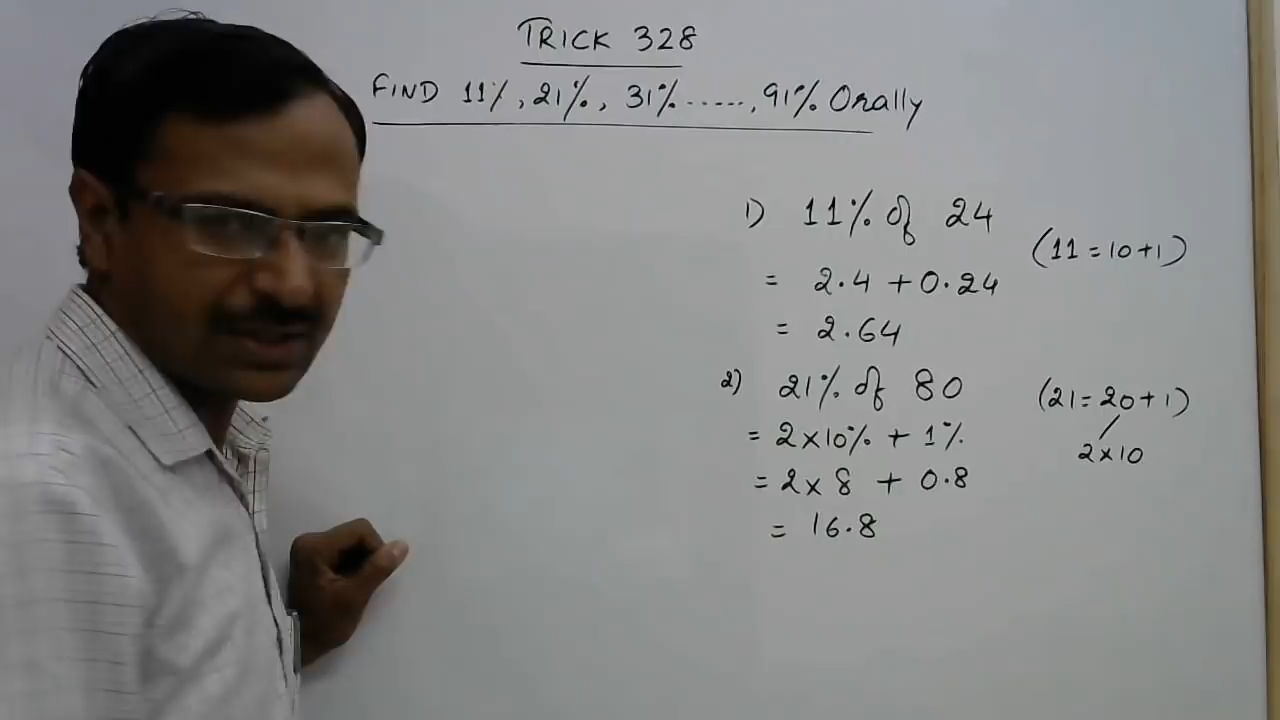 TRICK 328
FIND 11%, 21%, 31%......, 91% Orally
1) 11% of 24 (11=10+1)
= 2.4 + 0.24
= 2.64
2) 21% of 80 (21=20+1)
2×10
= 2×10% + 1%
= 2×8 + 0.8
= 16.8